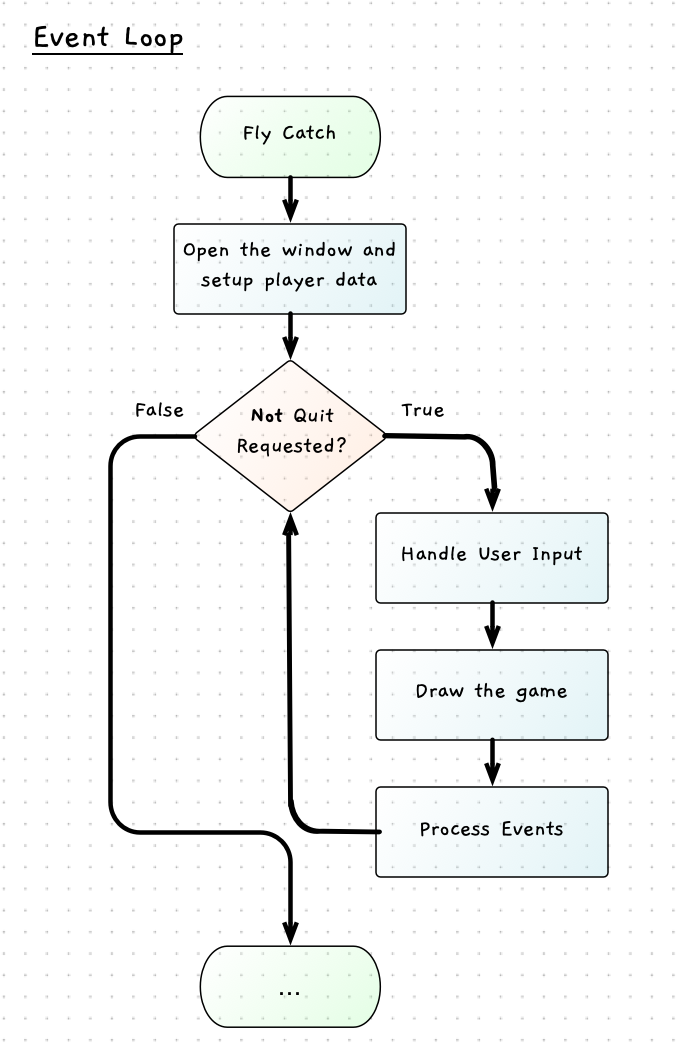 Event Loop
Fly Catch
Open the window and
setup player data
False
Not Quit
Requested?
True
Handle User Input
Draw the game
Process Events
...